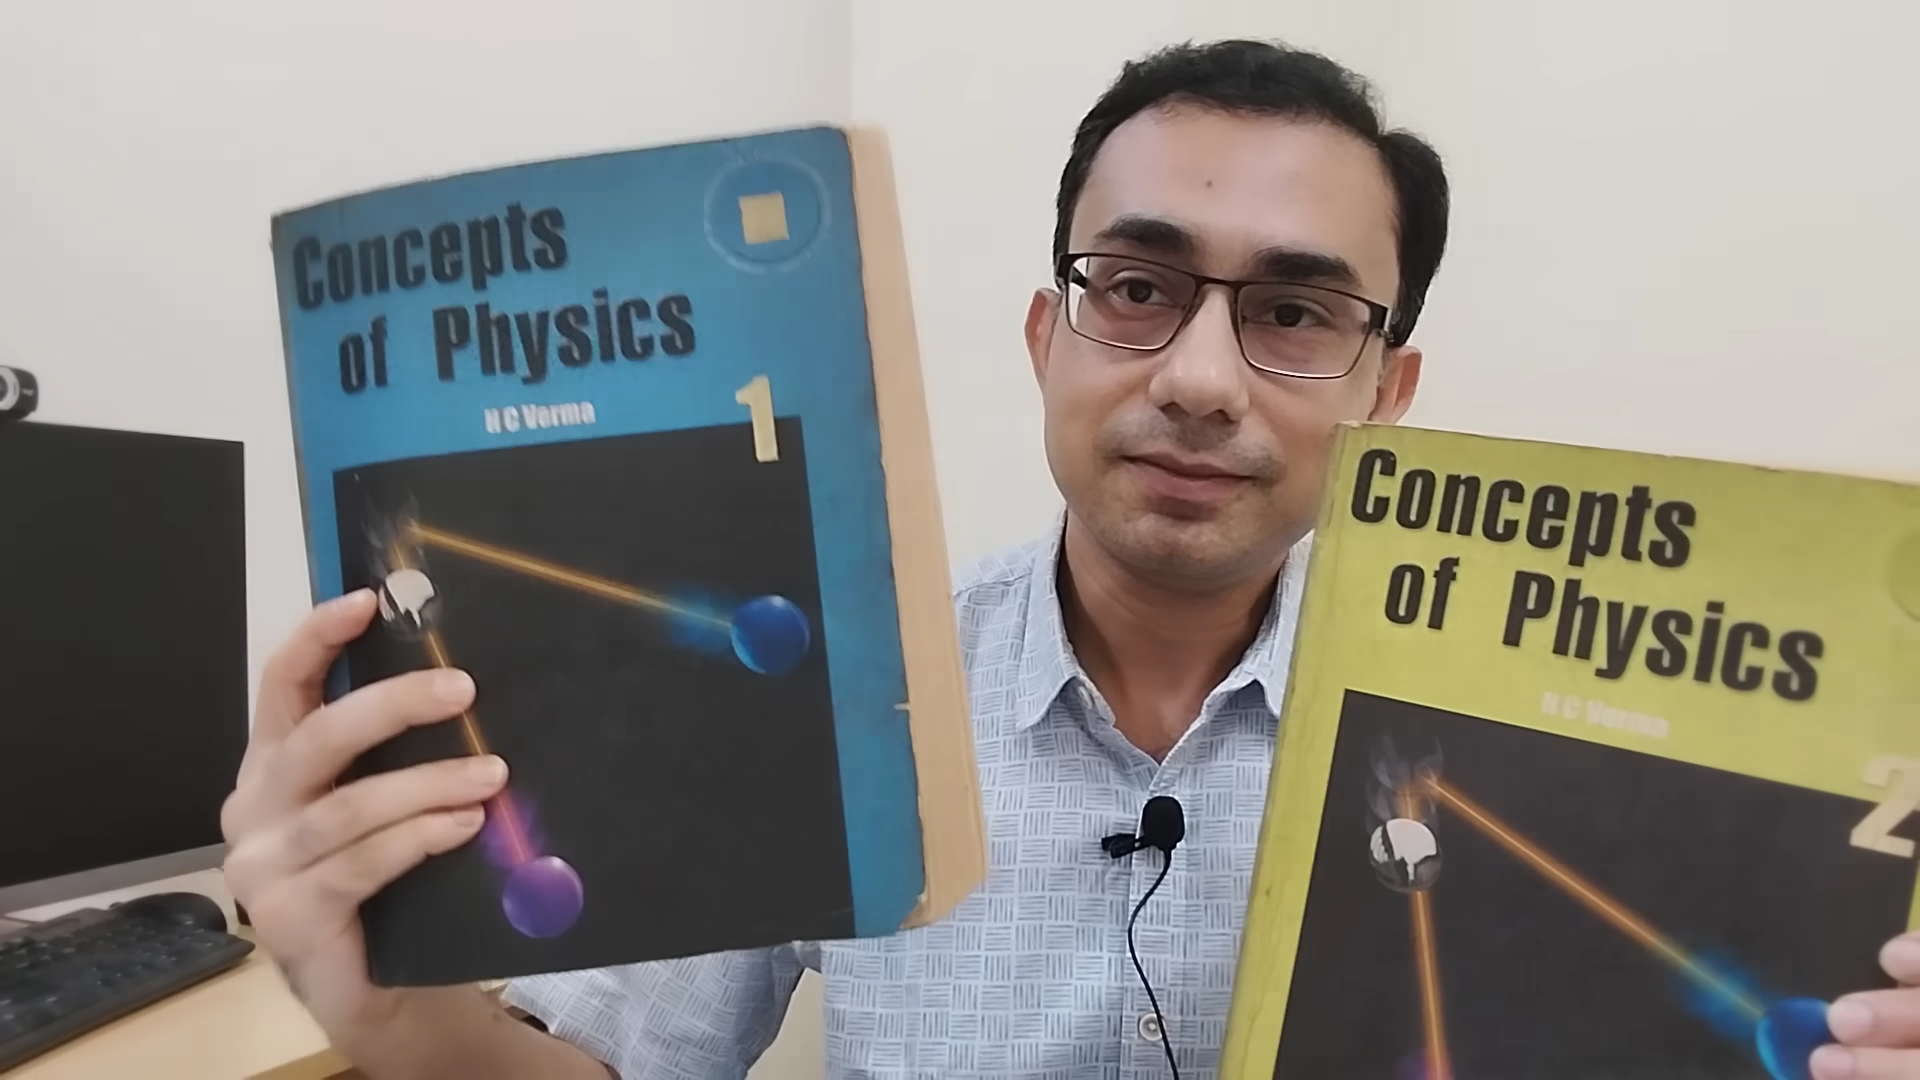 Concepts
of Physics
H C Verma
1
Concepts
of Physics
H C Verma
2